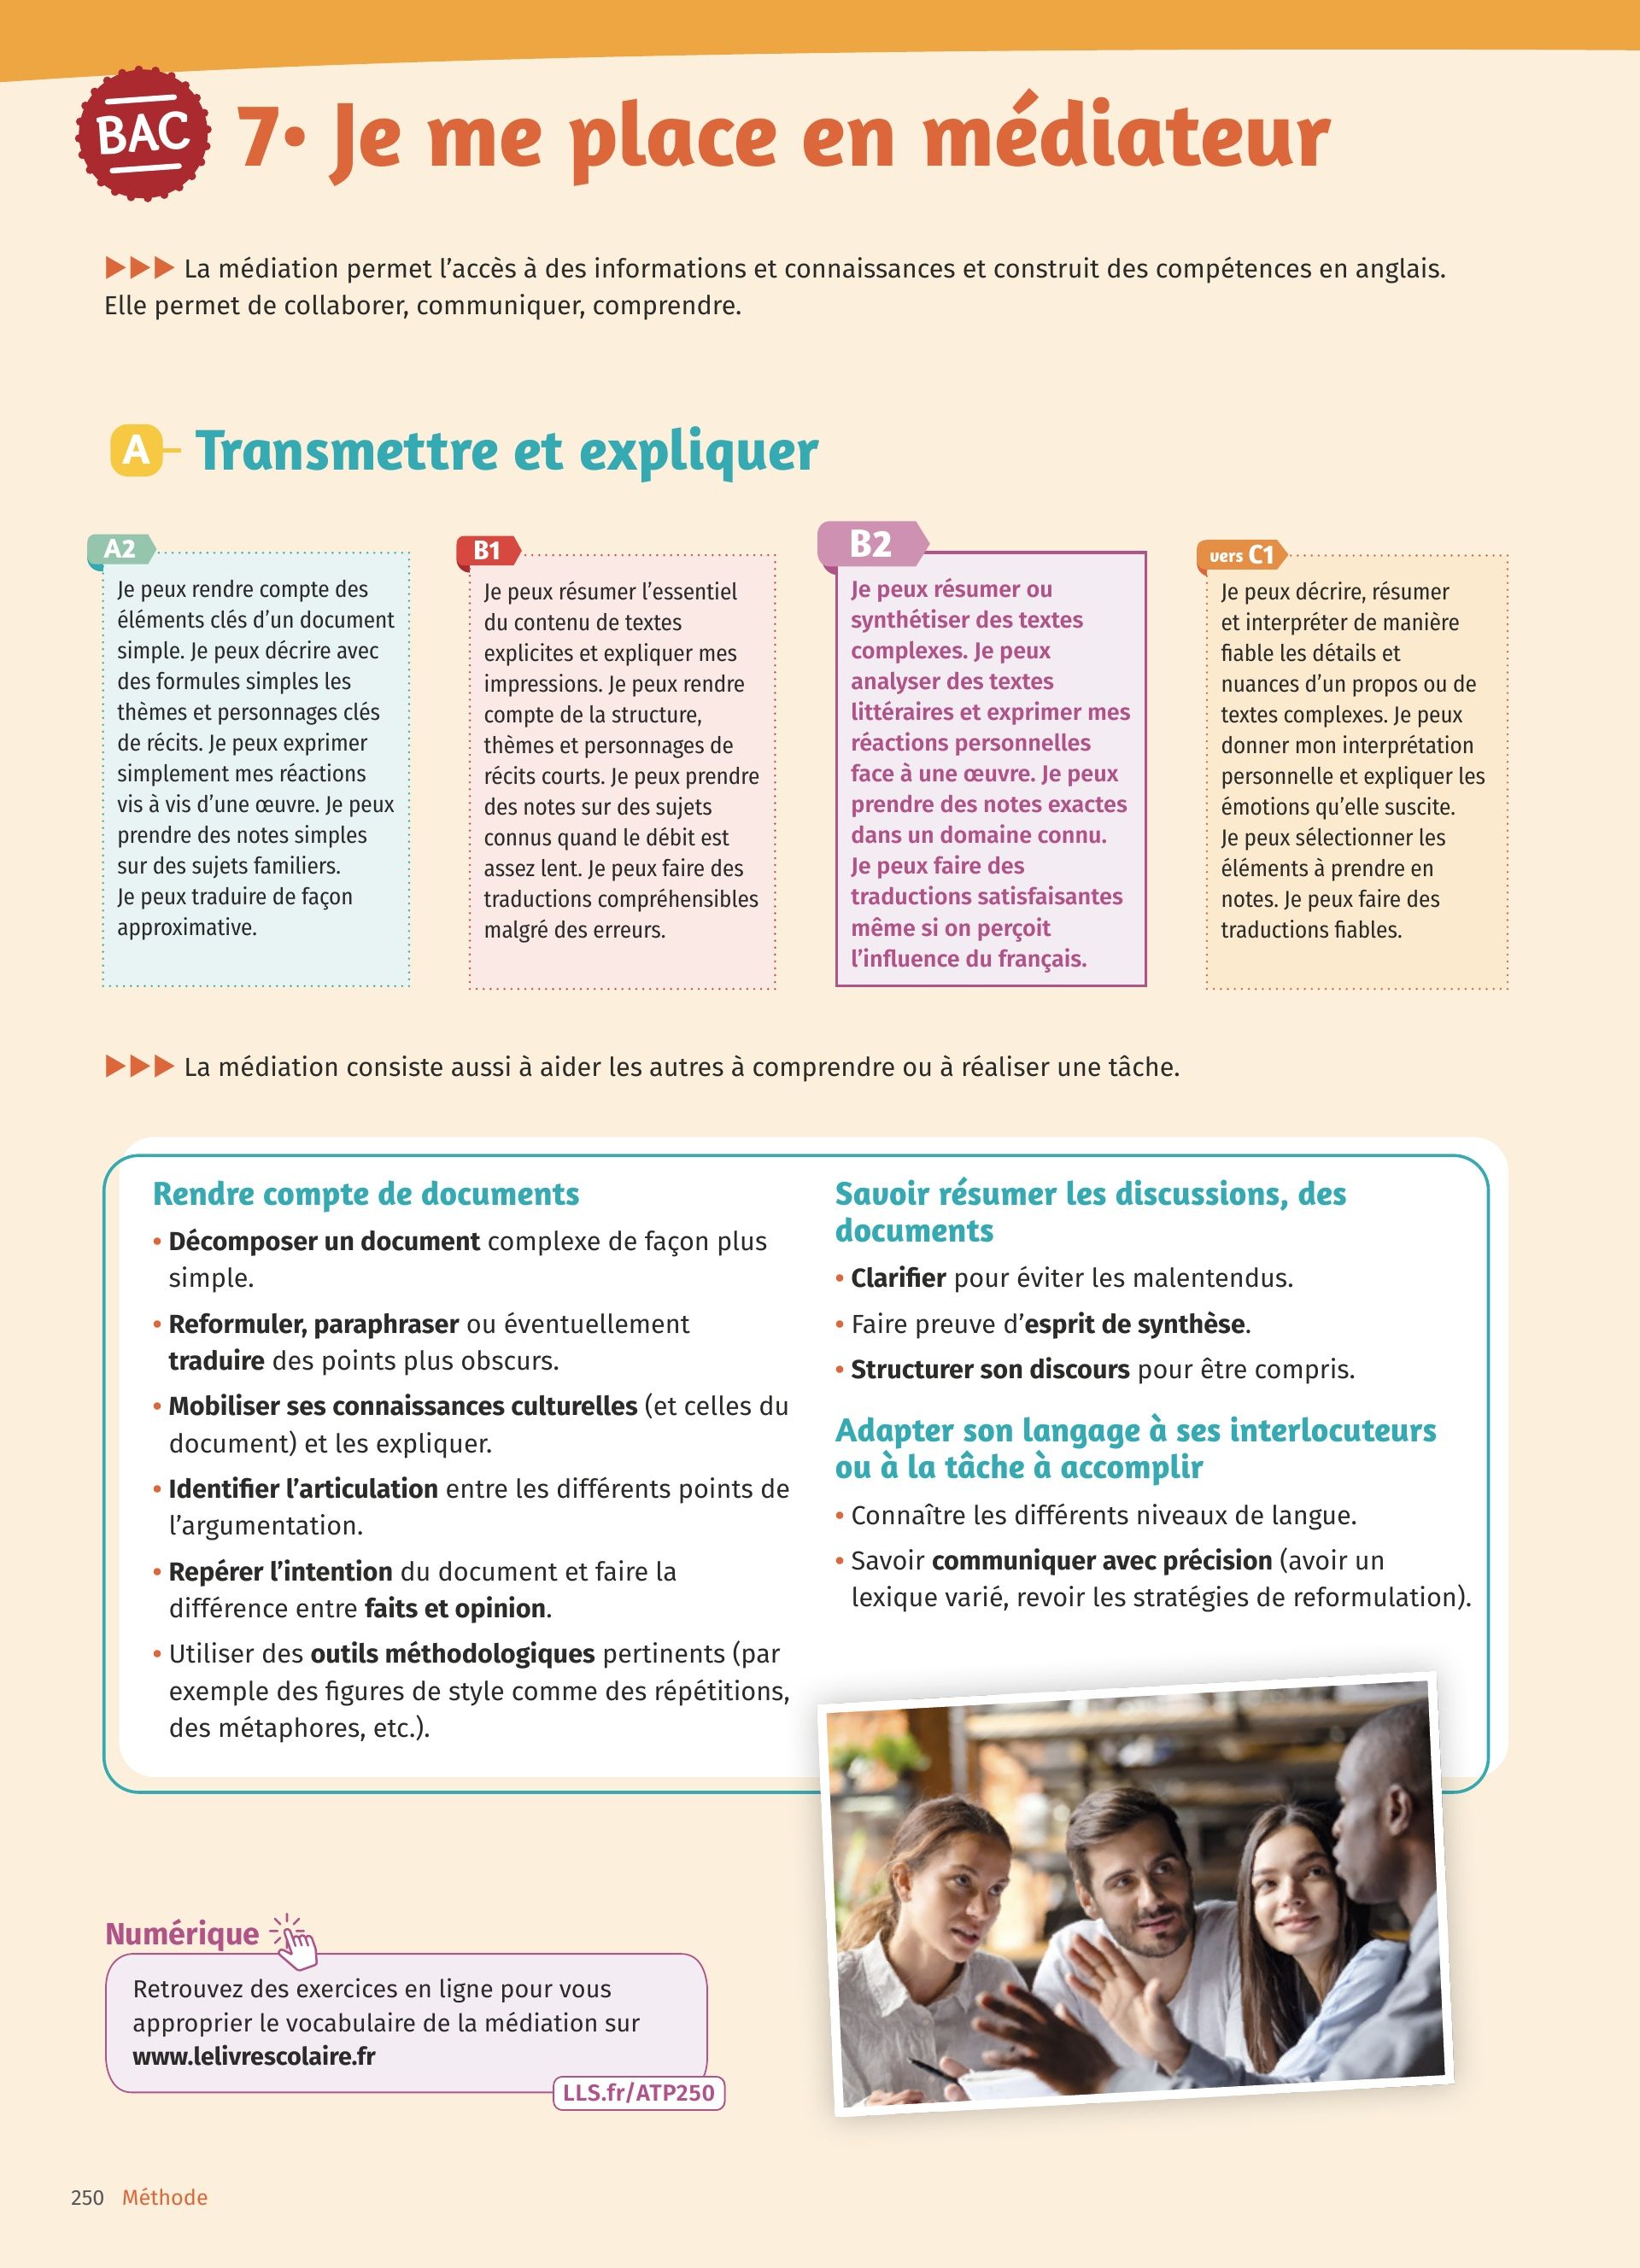 BAC
7• Je me place en médiateur
La médiation permet l’accès à des informations et connaissances et construit des compétences en anglais.
Elle permet de collaborer, communiquer, comprendre.
A
Transmettre et expliquer
A2
Je peux rendre compte des
éléments clés d’un document
simple. Je peux décrire avec
des formules simples les
thèmes et personnages clés
de récits. Je peux exprimer
simplement mes réactions
vis à vis d’une œuvre. Je peux
prendre des notes simples
sur des sujets familiers.
Je peux traduire de façon
approximative.
B1
Je peux résumer l’essentiel
du contenu de textes
explicites et expliquer mes
impressions. Je peux rendre
compte de la structure,
thèmes et personnages de
récits courts. Je peux prendre
des notes sur des sujets
connus quand le débit est
assez lent. Je peux faire des
traductions compréhensibles
malgré des erreurs.
B2
Je peux résumer ou
synthétiser des textes
complexes. Je peux
analyser des textes
littéraires et exprimer mes
réactions personnelles
face à une œuvre. Je peux
prendre des notes exactes
dans un domaine connu.
Je peux faire des
traductions satisfaisantes
même si on perçoit
l’influence du français.
vers C1
Je peux décrire, résumer
et interpréter de manière
fiable les détails et
nuances d’un propos ou de
textes complexes. Je peux
donner mon interprétation
personnelle et expliquer les
émotions qu’elle suscite.
Je peux sélectionner les
éléments à prendre en
notes. Je peux faire des
traductions fiables.
La médiation consiste aussi à aider les autres à comprendre ou à réaliser une tâche.
Rendre compte de documents
• Décomposer un document complexe de façon plus
simple.
• Reformuler, paraphraser ou éventuellement
traduire des points plus obscurs.
• Mobiliser ses connaissances culturelles (et celles du
document) et les expliquer.
• Identifier l’articulation entre les différents points de
l’argumentation.
• Repérer l’intention du document et faire la
différence entre faits et opinion.
• Utiliser des outils méthodologiques pertinents (par
exemple des figures de style comme des répétitions,
des métaphores, etc.).
Savoir résumer les discussions, des
documents
• Clarifier pour éviter les malentendus.
• Faire preuve d’esprit de synthèse.
• Structurer son discours pour être compris.
Adapter son langage à ses interlocuteurs
ou à la tâche à accomplir
• Connaître les différents niveaux de langue.
• Savoir communiquer avec précision (avoir un
lexique varié, revoir les stratégies de reformulation).
Numérique
Retrouvez des exercices en ligne pour vous
approprier le vocabulaire de la médiation sur
www.lelivrescolaire.fr
LLS.fr/ATP250
250 Méthode